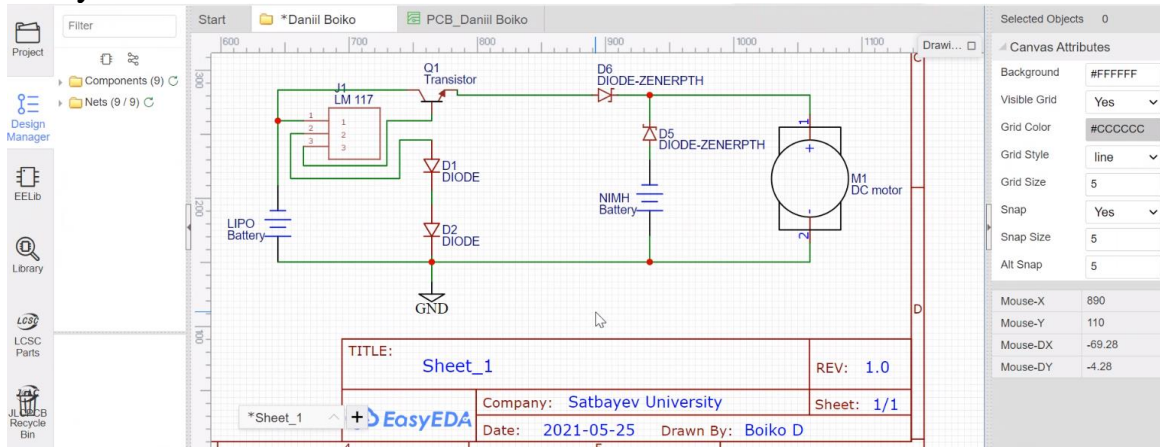 Project
Design
Manager
EELib
Library
LCSC
LCSC
Parts
JLCPCB
Recycle
Bin
Filter
Components (9)
Nets (9 / 9)
Start
*Daniil Boiko
PCB_Daniil Boiko
600
700
800
900
1000
1100
300
200
100
Drawi...
C
D
Q1
Transistor
J1
LM 117
1
2
3
1
2
3
D6
DIODE-ZENERPTH
D5
DIODE-ZENERPTH
D1
DIODE
D2
DIODE
LIPO
Battery
NIMH
Battery
1
+
M1
DC motor
-
2
GND
TITLE:
Sheet_1
REV: 1.0
EasyEDA
Company: Satbayev University
Sheet: 1/1
Date: 2021-05-25 Drawn By: Boiko D
*Sheet_1
+
4
5
Selected Objects 0
Canvas Attributes
Background #FFFFFF
Visible Grid Yes
Grid Color #CCCCCC
Grid Style line
Grid Size 5
Snap Yes
Snap Size 5
Alt Snap 5
Mouse-X 890
Mouse-Y 110
Mouse-DX -69.28
Mouse-DY -4.28